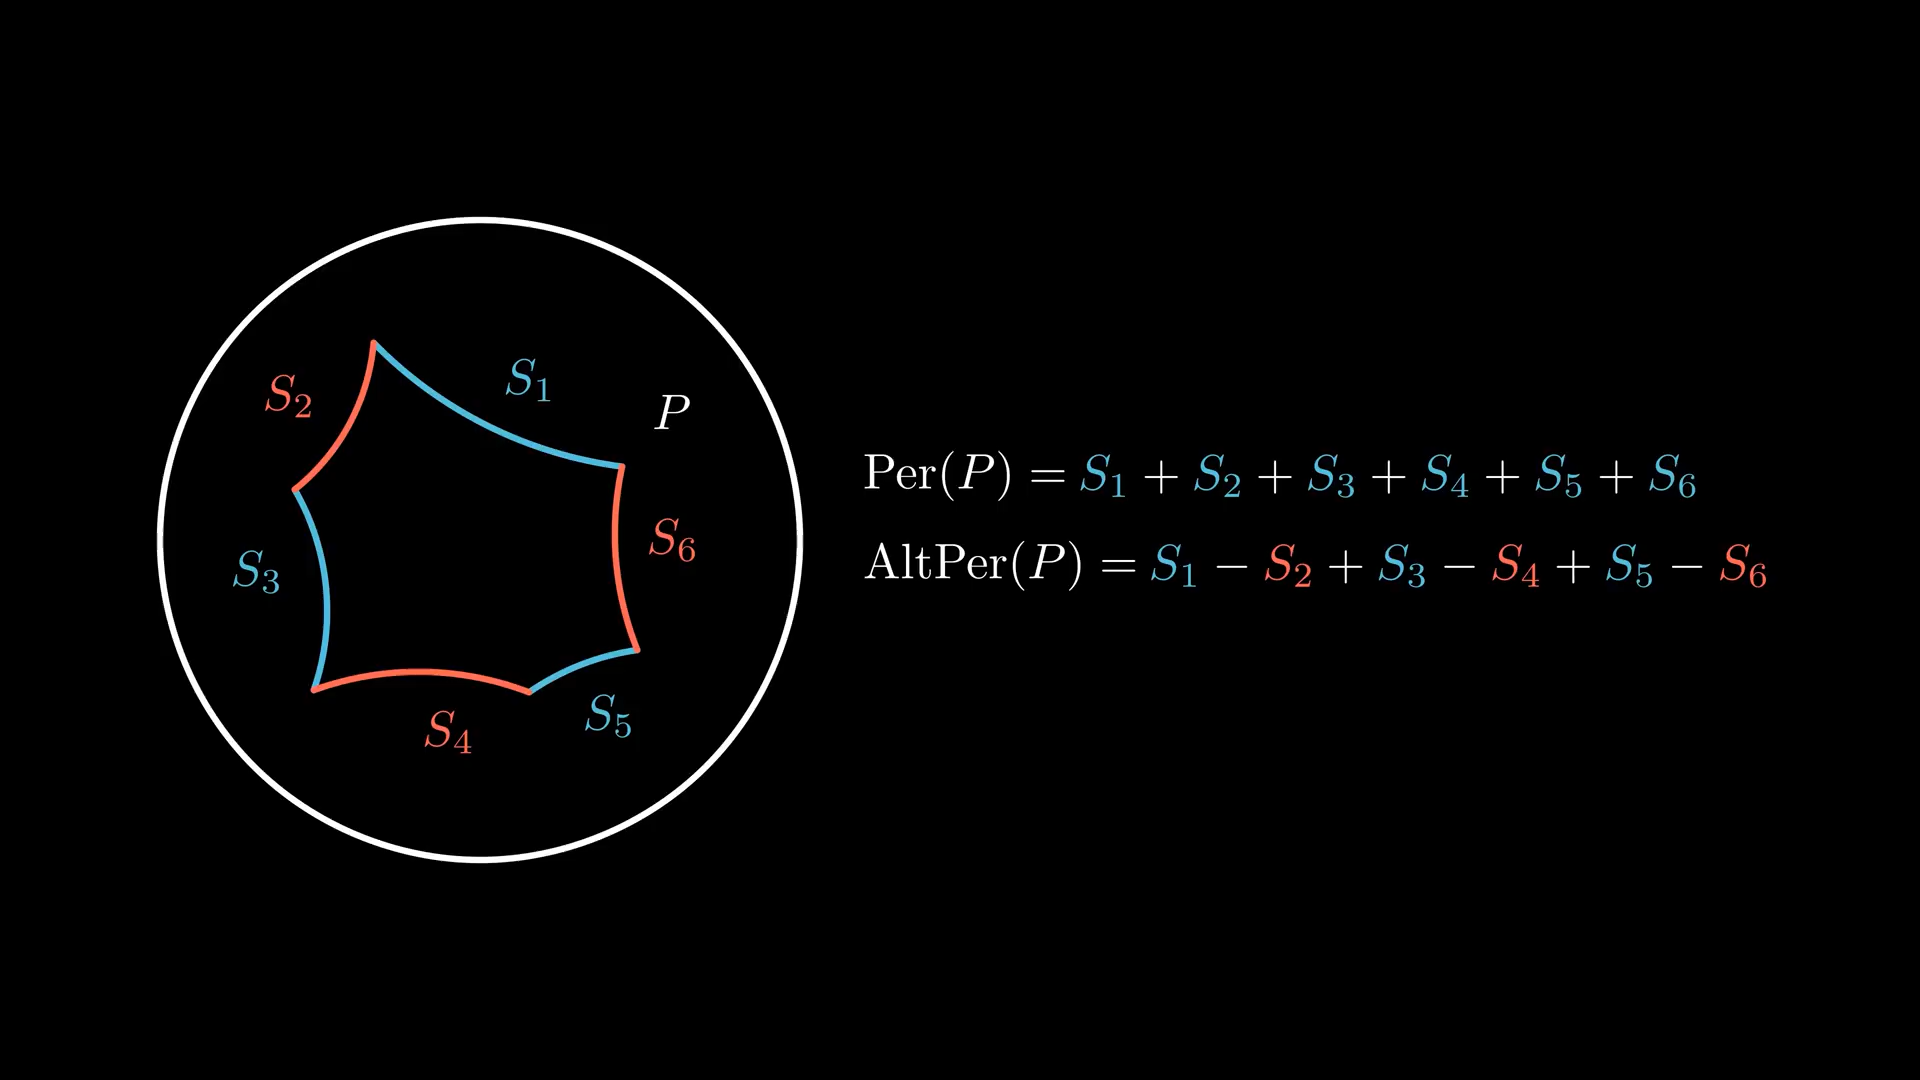 S₁
S₂
P
S₃
S₆
S₄
S₅
Per(P) = S₁ + S₂ + S₃ + S₄ + S₅ + S₆
AltPer(P) = S₁ − S₂ + S₃ − S₄ + S₅ − S₆